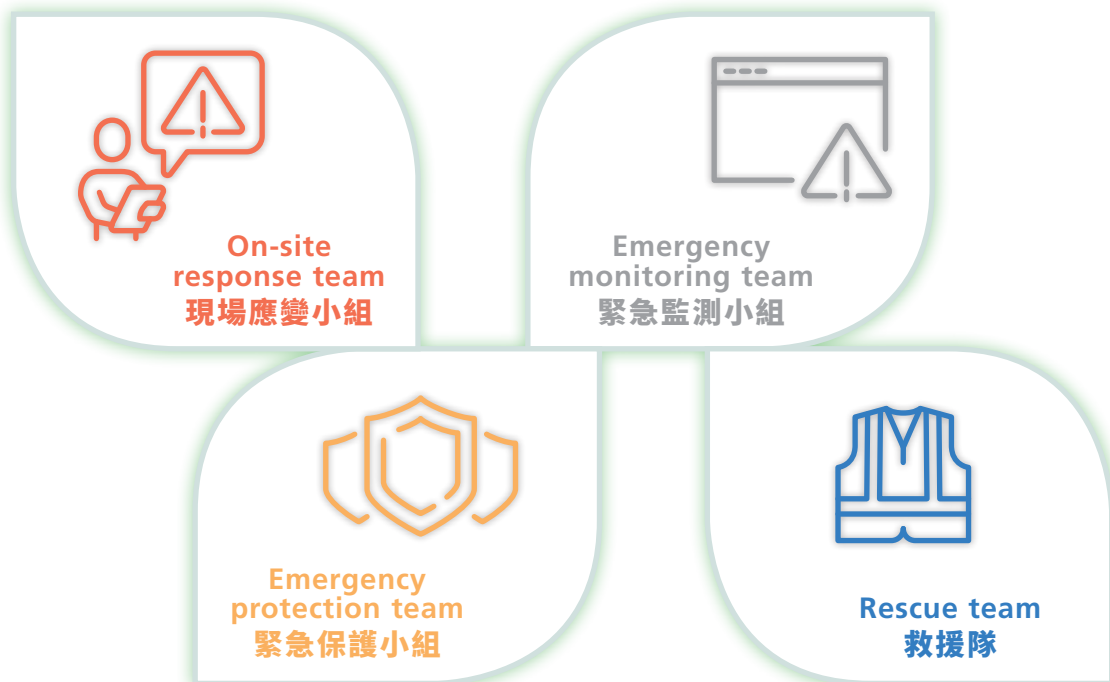 On-site
response team
現場應變小組
Emergency
monitoring team
緊急監測小組
Emergency
protection team
緊急保護小組
Rescue team
救援隊